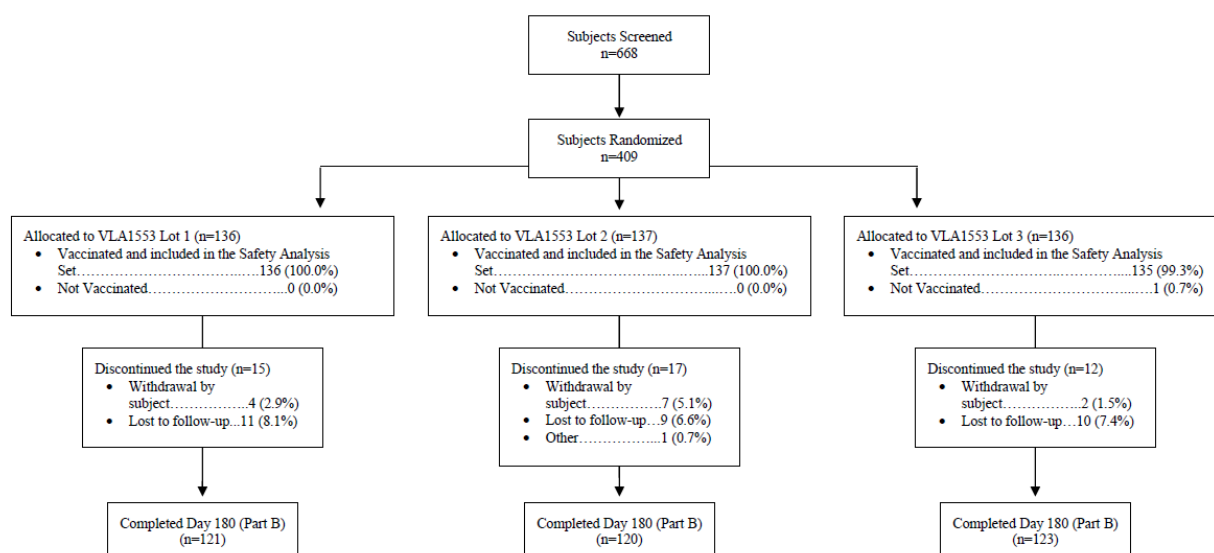 Subjects Screened
n=668
Subjects Randomized
n=409
Allocated to VLA1553 Lot 1 (n=136)
• Vaccinated and included in the Safety Analysis
Set……………………………….136 (100.0%)
• Not Vaccinated……………………...0 (0.0%)
Allocated to VLA1553 Lot 2 (n=137)
• Vaccinated and included in the Safety Analysis
Set……………………………………...137 (100.0%)
• Not Vaccinated…………………………...….0 (0.0%)
Allocated to VLA1553 Lot 3 (n=136)
• Vaccinated and included in the Safety Analysis
Set…………………………..…………...135 (99.3%)
• Not Vaccinated…………………………...…..1 (0.7%)
Discontinued the study (n=15)
• Withdrawal by
subject…………….4 (2.9%)
• Lost to follow-up...11 (8.1%)
Discontinued the study (n=17)
• Withdrawal by
subject……………….7 (5.1%)
• Lost to follow-up…9 (6.6%)
• Other……………...1 (0.7%)
Discontinued the study (n=12)
• Withdrawal by
subject……………...2 (1.5%)
• Lost to follow-up…10 (7.4%)
Completed Day 180 (Part B)
(n=121)
Completed Day 180 (Part B)
(n=120)
Completed Day 180 (Part B)
(n=123)